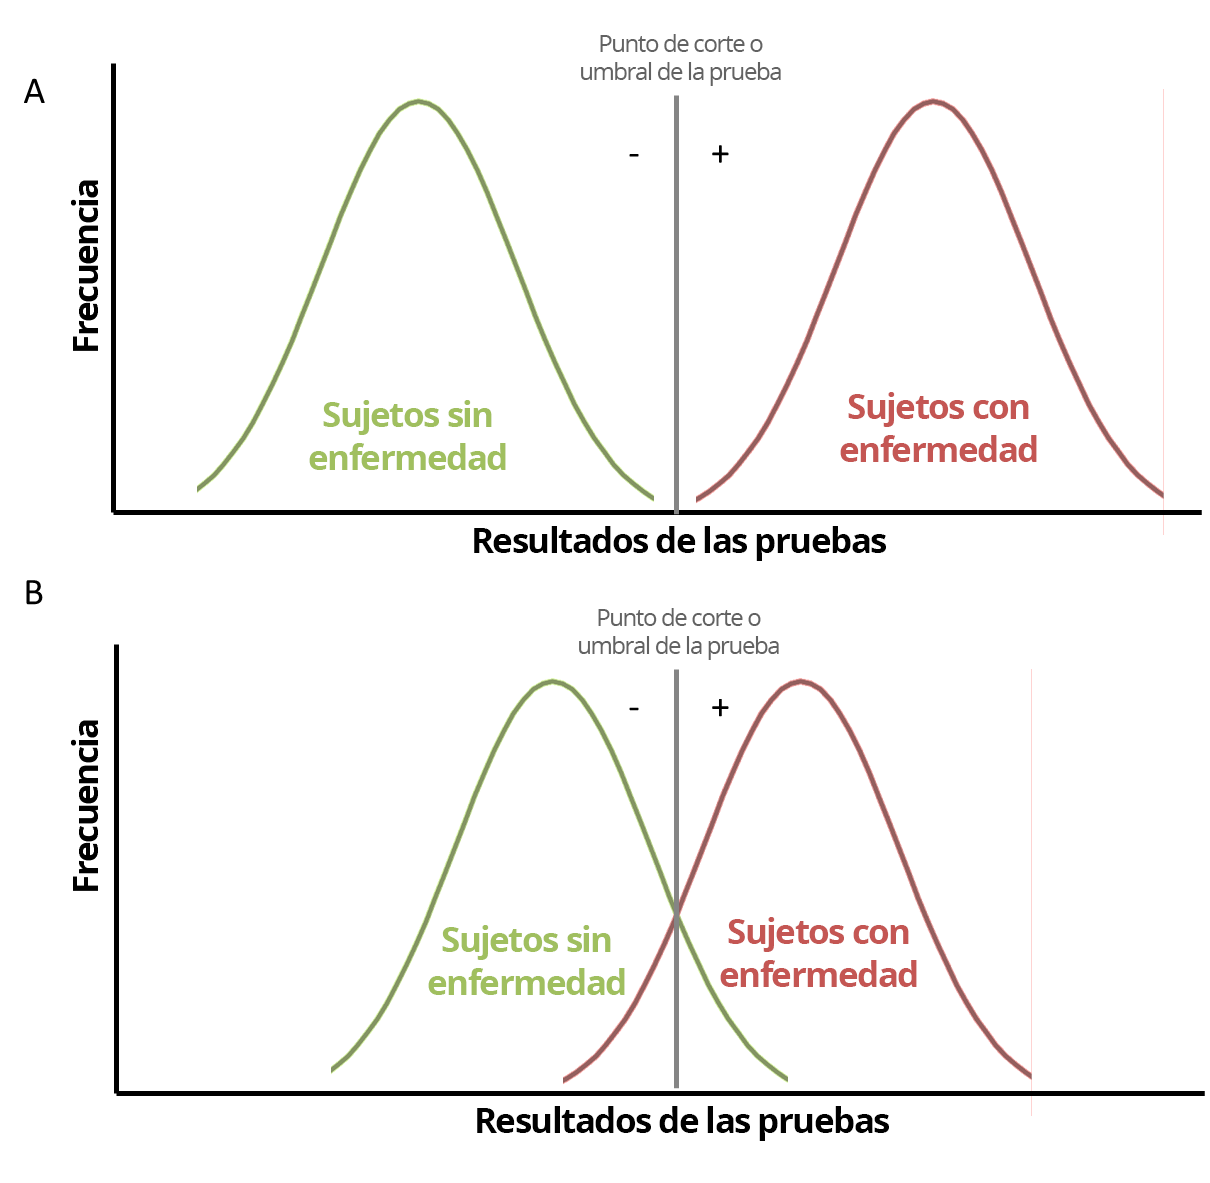 A
Punto de corte o
umbral de la prueba
-
+
Frecuencia
Sujetos sin
enfermedad
Sujetos con
enfermedad
Resultados de las pruebas
B
Punto de corte o
umbral de la prueba
-
+
Frecuencia
Sujetos sin
enfermedad
Sujetos con
enfermedad
Resultados de las pruebas